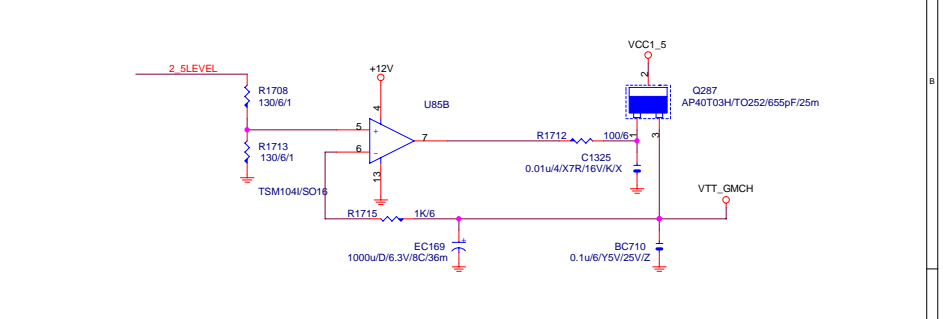 VCC1_5
2_5LEVEL
+12V
2
R1708
130/6/1
Q287
AP40T03H/TO252/655pF/25m
4
U85B
5
+
7
R1712
100/6
1
3
R1713
130/6/1
6
-
C1325
0.01u/4/X7R/16V/K/X
13
TSM104I/SO16
VTT_GMCH
R1715
1K/6
EC169
+
1000u/D/6.3V/8C/36m
BC710
0.1u/6/Y5V/25V/Z
B